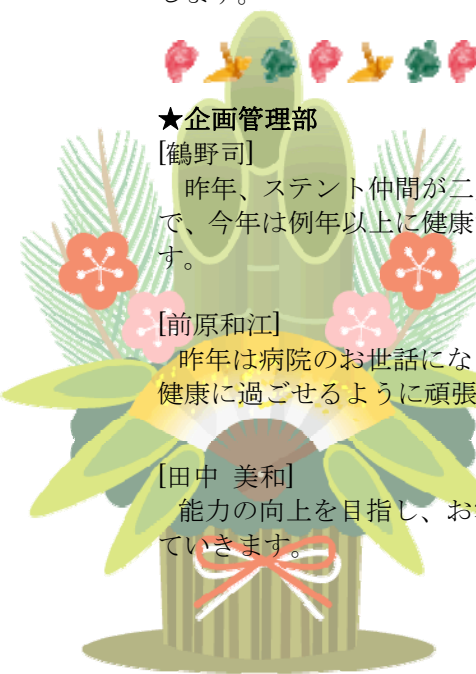 します。
★企画管理部
[鶴野司]
昨年、ステント仲間が二
で、今年は例年以上に健康
す。
[前原和江]
昨年は病院のお世話にな
健康に過ごせるように頑張
[田中 美和]
能力の向上を目指し、お
ていきます。